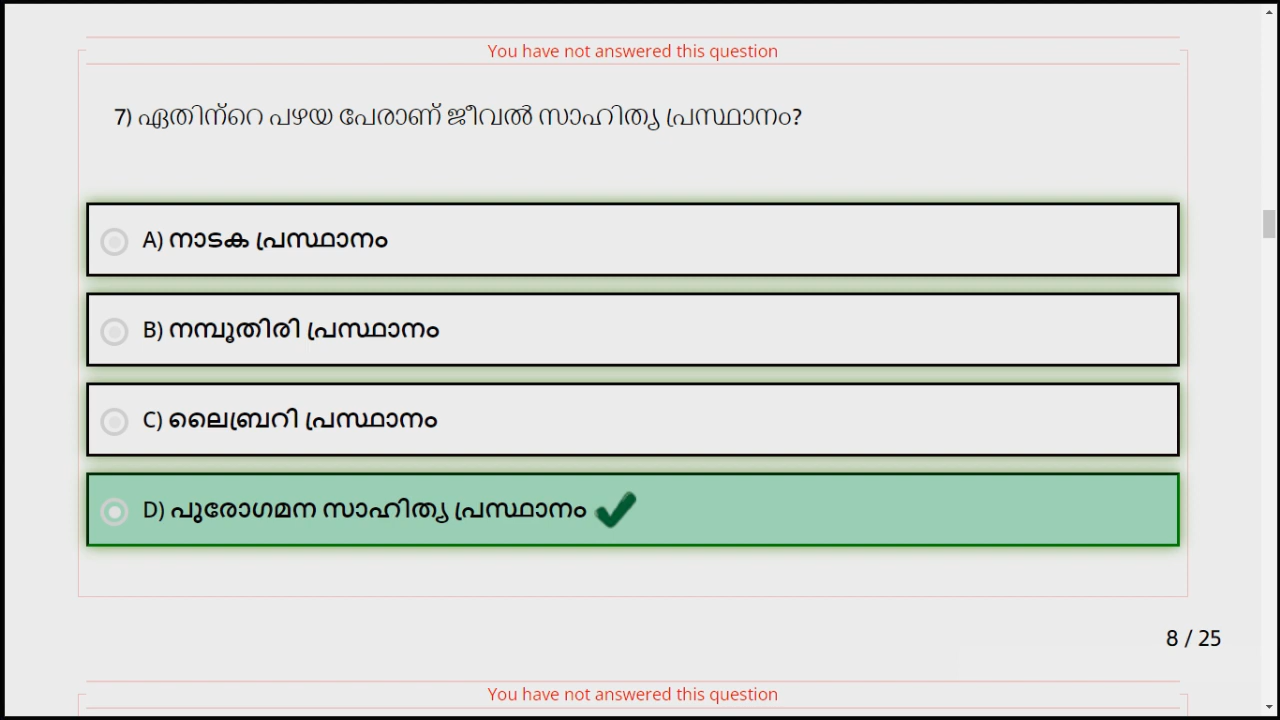 You have not answered this question
7) ഏതിന്റെ പഴയ പേരാണ് ജീവൽ സാഹിത്യ പ്രസ്ഥാനം?
A) നാടക പ്രസ്ഥാനം
B) നമ്പൂതിരി പ്രസ്ഥാനം
C) ലൈബ്രറി പ്രസ്ഥാനം
D) പുരോഗമന സാഹിത്യ പ്രസ്ഥാനം
8 / 25
You have not answered this question